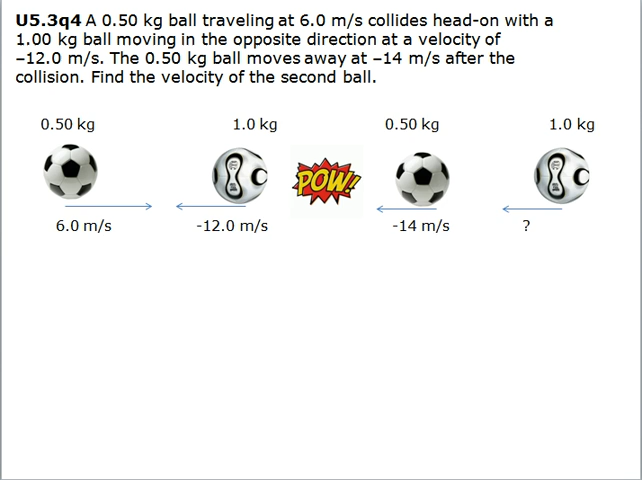 U5.3q4 A 0.50 kg ball traveling at 6.0 m/s collides head-on with a
1.00 kg ball moving in the opposite direction at a velocity of
–12.0 m/s. The 0.50 kg ball moves away at –14 m/s after the
collision. Find the velocity of the second ball.
0.50 kg 1.0 kg 0.50 kg 1.0 kg
POW!
6.0 m/s -12.0 m/s -14 m/s ?